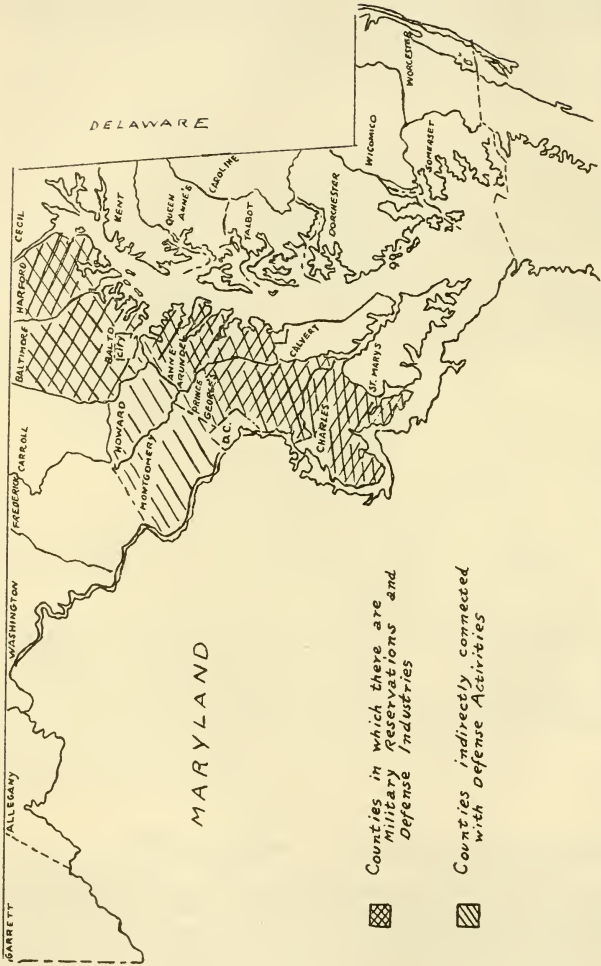 GARRETT
ALLEGANY
WASHINGTON
FREDERICK
CARROLL
BALTIMORE
HARFORD
CECIL
DELAWARE
BALTO.
CITY
HOWARD
MONTGOMERY
ANNE
ARUNDEL
PRINCE
GEORGES
D.C.
KENT
QUEEN
ANNE'S
CAROLINE
TALBOT
DORCHESTER
WICOMICO
WORCESTER
SOMERSET
CALVERT
CHARLES
ST. MARYS
MARYLAND
Counties in which there are
Military Reservations and
Defense Industries
Counties indirectly connected
with Defense Activities